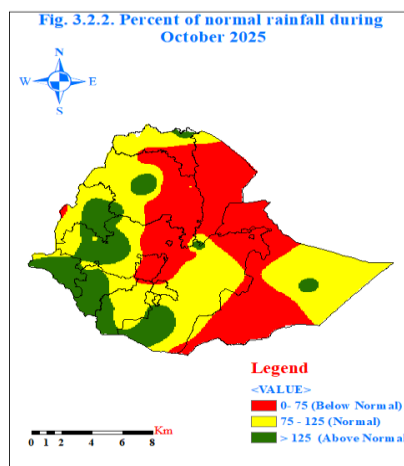 Fig. 3.2.2. Percent of normal rainfall during
October 2025
N
W E
S
Legend
<VALUE>
0- 75 (Below Normal)
75 - 125 (Normal)
> 125 (Above Normal)
Km
0 1 2 4 6 8